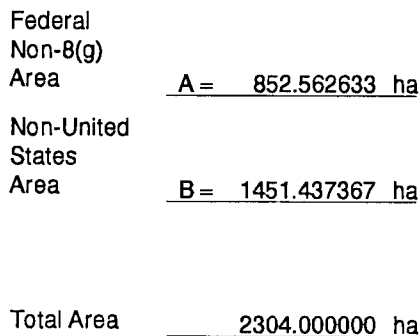 Federal
Non-8(g)
Area A = 852.562633 ha
Non-United
States
Area B = 1451.437367 ha
Total Area 2304.000000 ha